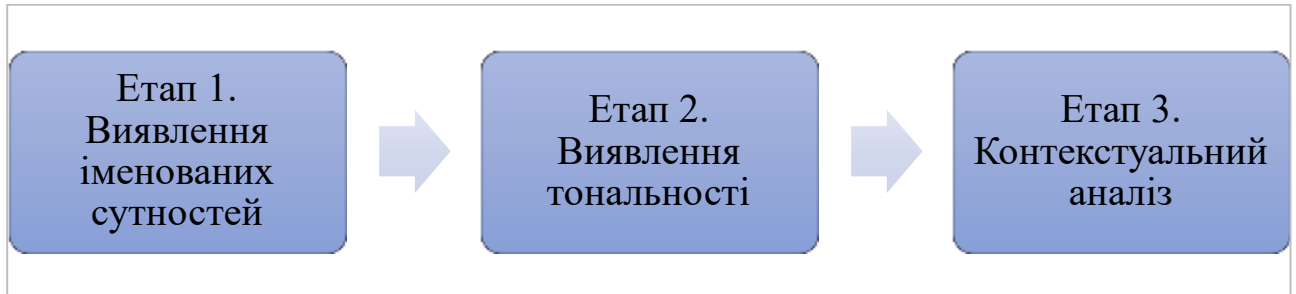 Етап 1.
Виявлення
іменованих
сутностей
Етап 2.
Виявлення
тональності
Етап 3.
Контекстуальний
аналіз